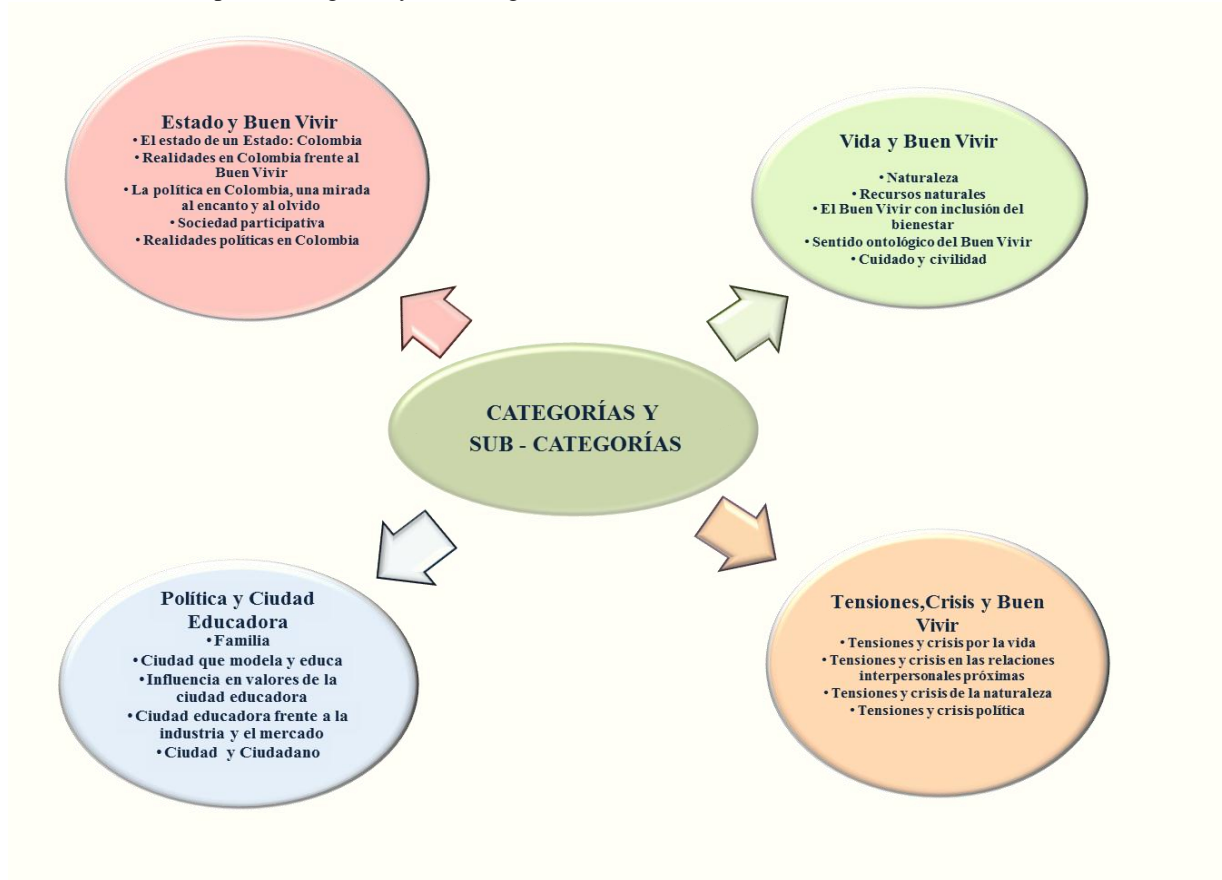 Estado y Buen Vivir
• El estado de un Estado: Colombia
• Realidades en Colombia frente al
Buen Vivir
• La política en Colombia, una mirada
al encanto y al olvido
• Sociedad participativa
• Realidades políticas en Colombia
Vida y Buen Vivir
• Naturaleza
• Recursos naturales
• El Buen Vivir con inclusión del
bienestar
• Sentido ontológico del Buen Vivir
• Cuidado y civilidad
CATEGORÍAS Y
SUB - CATEGORÍAS
Política y Ciudad
Educadora
• Familia
• Ciudad que modela y educa
• Influencia en valores de la
ciudad educadora
• Ciudad educadora frente a la
industria y el mercado
• Ciudad y Ciudadano
Tensiones,Crisis y Buen
Vivir
• Tensiones y crisis por la vida
• Tensiones y crisis en las relaciones
interpersonales próximas
• Tensiones y crisis de la naturaleza
• Tensiones y crisis política